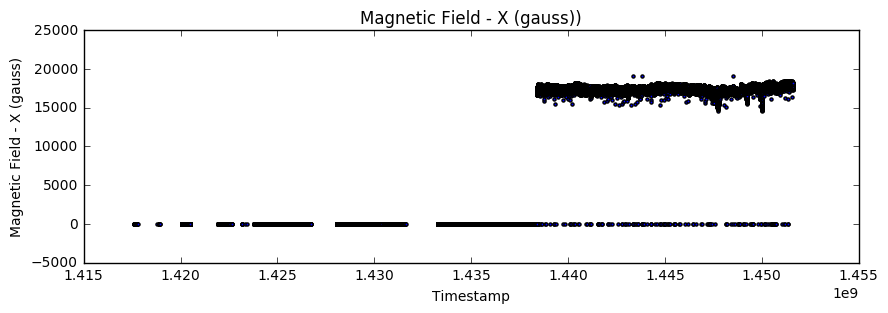 Magnetic Field - X (gauss))
25000
20000
15000
10000
5000
0
−5000
Magnetic Field - X (gauss)
1.415 1.420 1.425 1.430 1.435 1.440 1.445 1.450 1.455
1e9
Timestamp